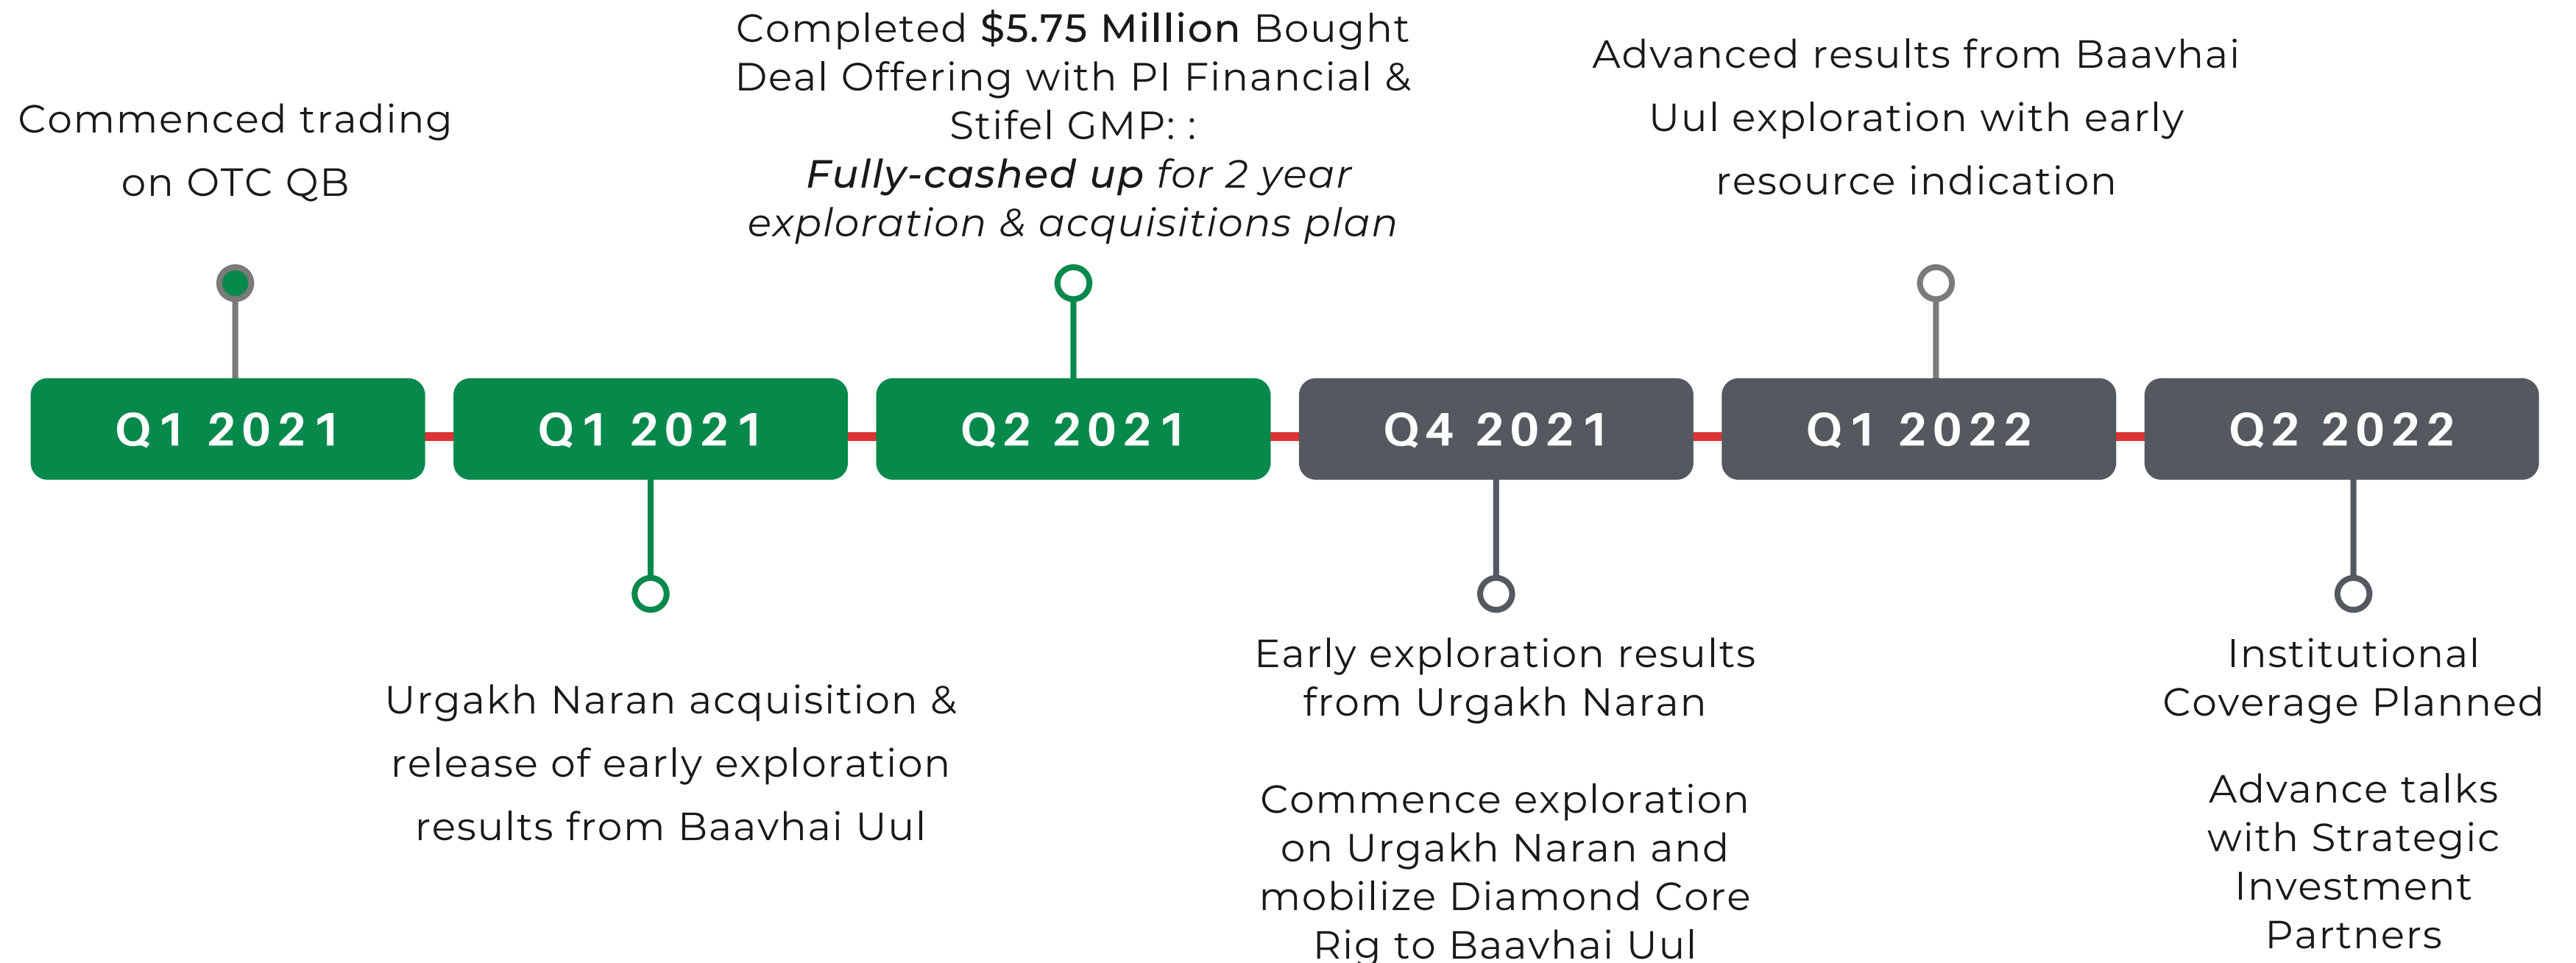 Commenced trading
on OTC QB
Completed $5.75 Million Bought
Deal Offering with PI Financial &
Stifel GMP: :
Fully-cashed up for 2 year
exploration & acquisitions plan
Advanced results from Baavhai
Uul exploration with early
resource indication
Q1 2021
Q1 2021
Q2 2021
Q4 2021
Q1 2022
Q2 2022
Urgakh Naran acquisition &
release of early exploration
results from Baavhai Uul
Early exploration results
from Urgakh Naran
Commence exploration
on Urgakh Naran and
mobilize Diamond Core
Rig to Baavhai Uul
Institutional
Coverage Planned
Advance talks
with Strategic
Investment
Partners